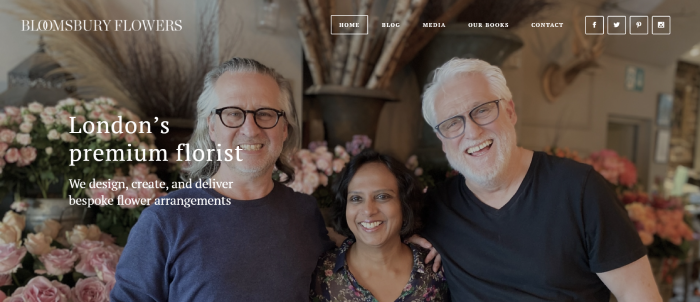 BLOOMSBURY FLOWERS
HOME BLOG MEDIA OUR BOOKS CONTACT
London's
premium florist
We design, create, and deliver
bespoke flower arrangements